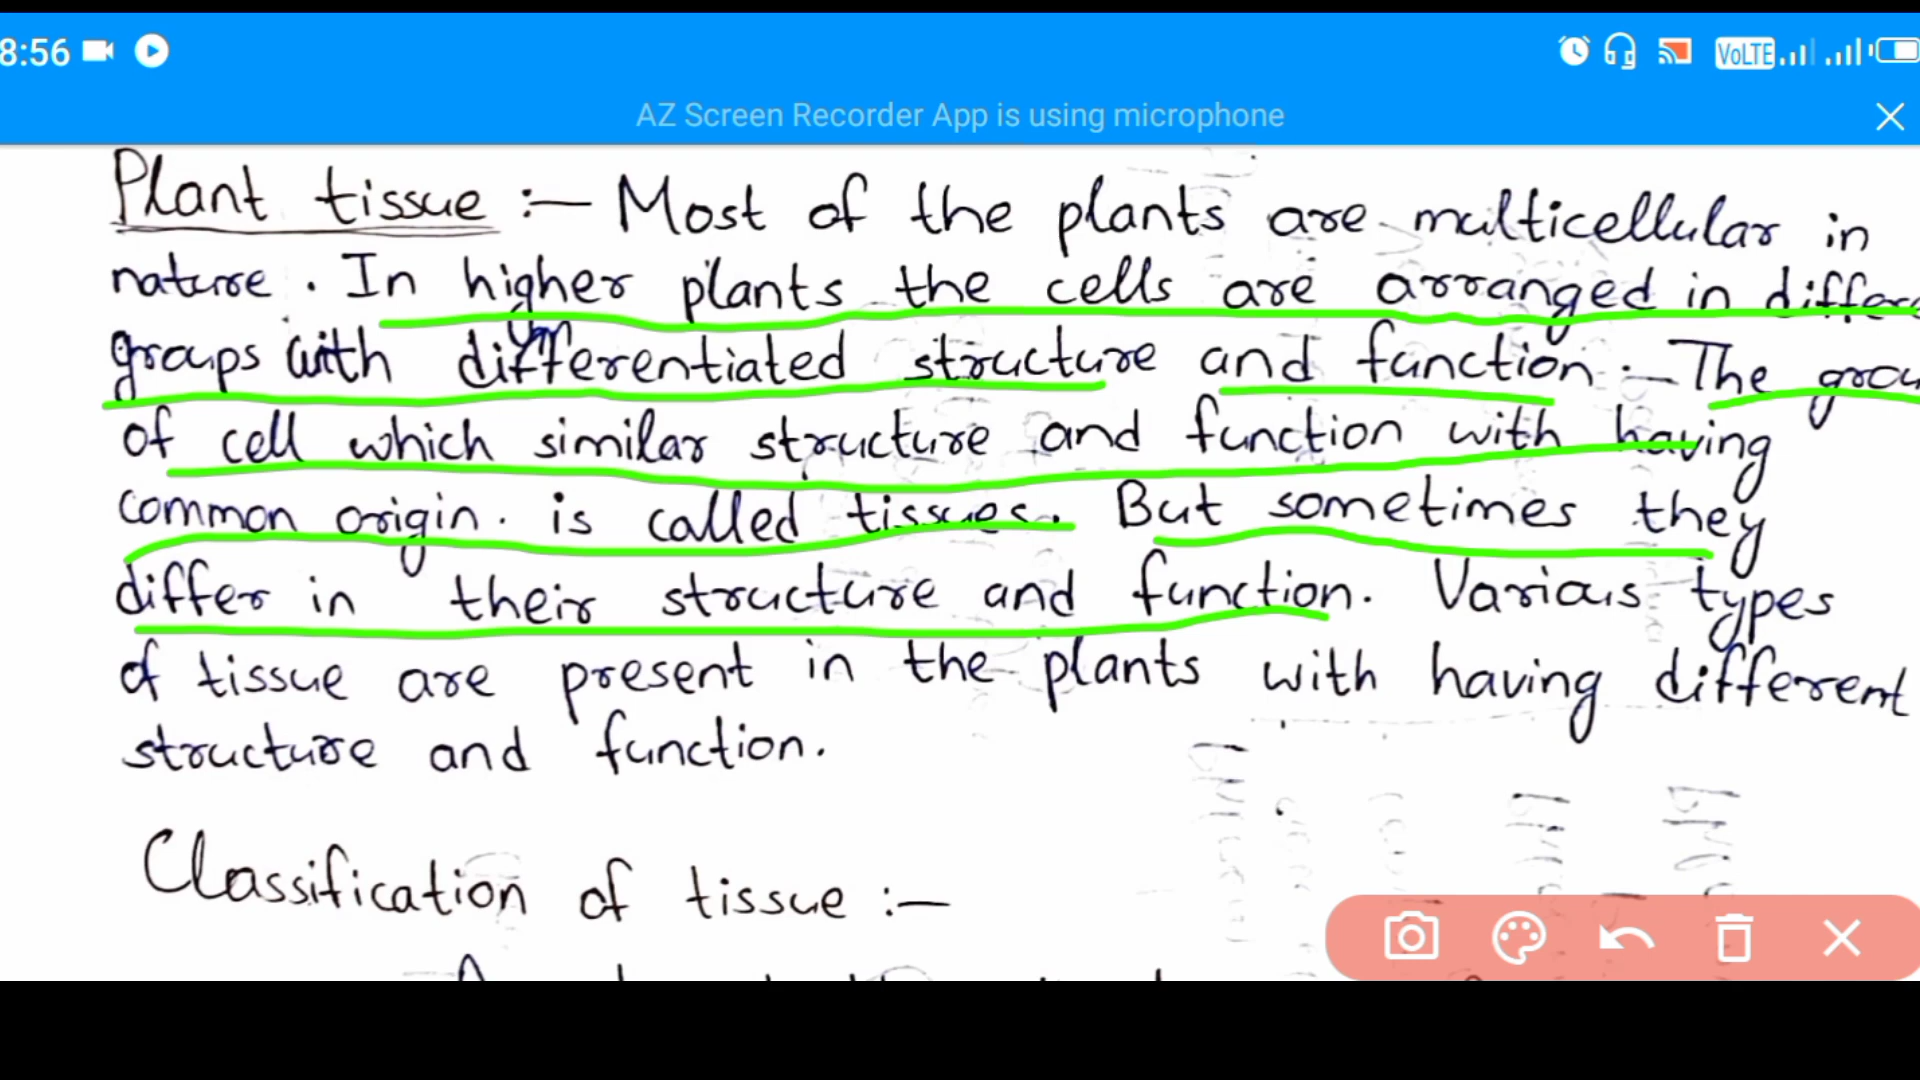 8:56
VoLTE
AZ Screen Recorder App is using microphone
Plant tissue :- Most of the plants are multicellular in
nature. In higher plants the cells are arranged in differe
groups with differentiated structure and function. The grou
of cell which similar structure and function with having
common origin. is called tissues. But sometimes they
differ in their structure and function. Various types
of tissue are present in the plants with having different
structure and function.
Classification of tissue :-